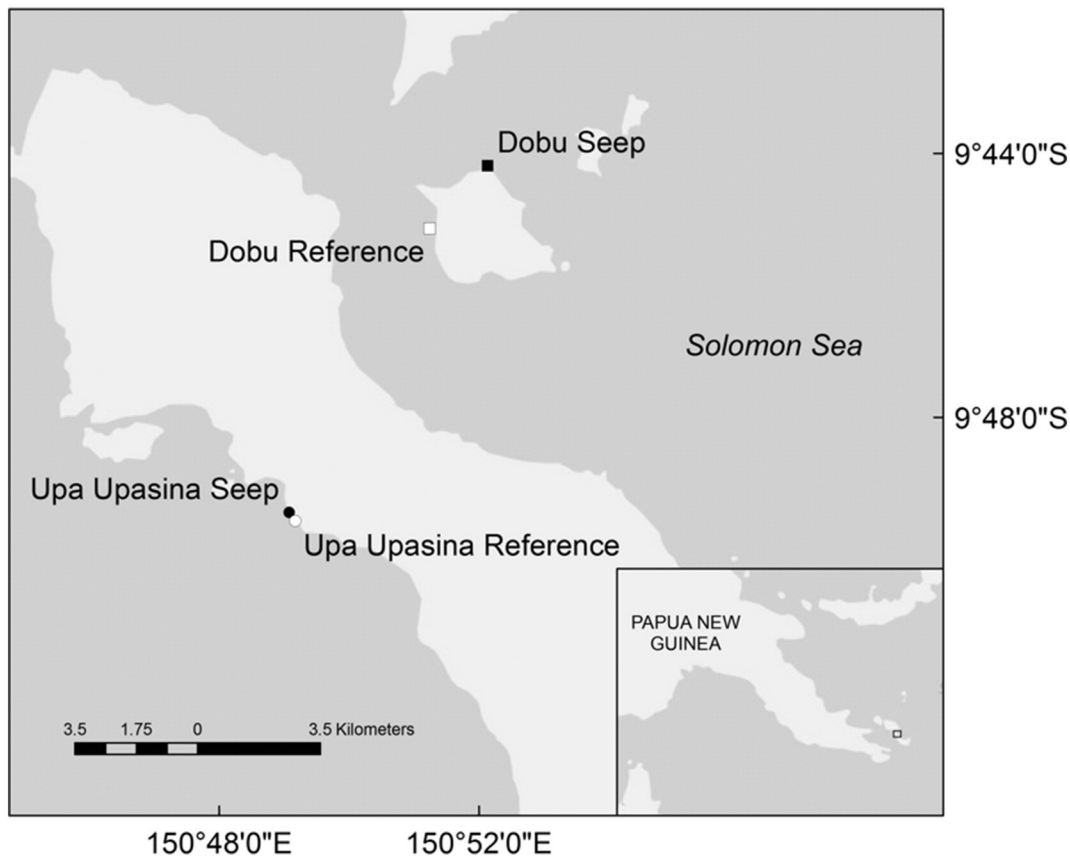 Dobu Seep
9°44'0"S
Dobu Reference
Solomon Sea
9°48'0"S
Upa Upasina Seep
Upa Upasina Reference
PAPUA NEW
GUINEA
3.5 1.75 0 3.5 Kilometers
150°48'0"E 150°52'0"E